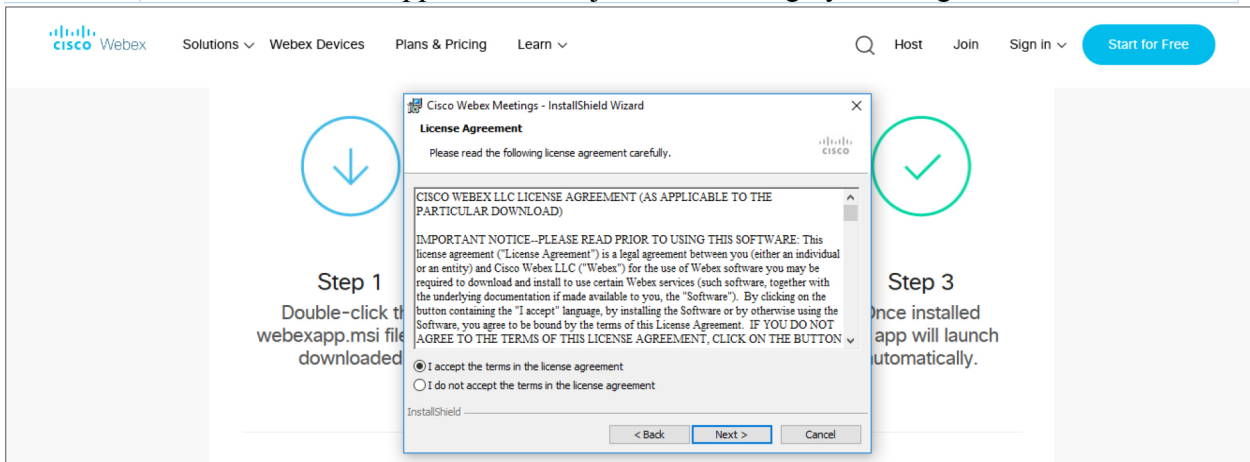 CISCO Webex Solutions Webex Devices Plans & Pricing Learn Host Join Sign in Start for Free
Cisco Webex Meetings - InstallShield Wizard
License Agreement
Please read the following license agreement carefully.
CISCO
CISCO WEBEX LLC LICENSE AGREEMENT (AS APPLICABLE TO THE
PARTICULAR DOWNLOAD)
IMPORTANT NOTICE--PLEASE READ PRIOR TO USING THIS SOFTWARE: This
license agreement ("License Agreement") is a legal agreement between you (either an individual
or an entity) and Cisco Webex LLC ("Webex") for the use of Webex software you may be
required to download and install to use certain Webex services (such software, together with
the underlying documentation if made available to you, the "Software"). By clicking on the
button containing the "I accept" language, by installing the Software or by otherwise using the
Software, you agree to be bound by the terms of this License Agreement. IF YOU DO NOT
AGREE TO THE TERMS OF THIS LICENSE AGREEMENT, CLICK ON THE BUTTON
I accept the terms in the license agreement
I do not accept the terms in the license agreement
InstallShield
< Back Next > Cancel
Step 1
Double-click
webexapp.msi file
downloaded
Step 3
Once installed
app will launch
automatically.